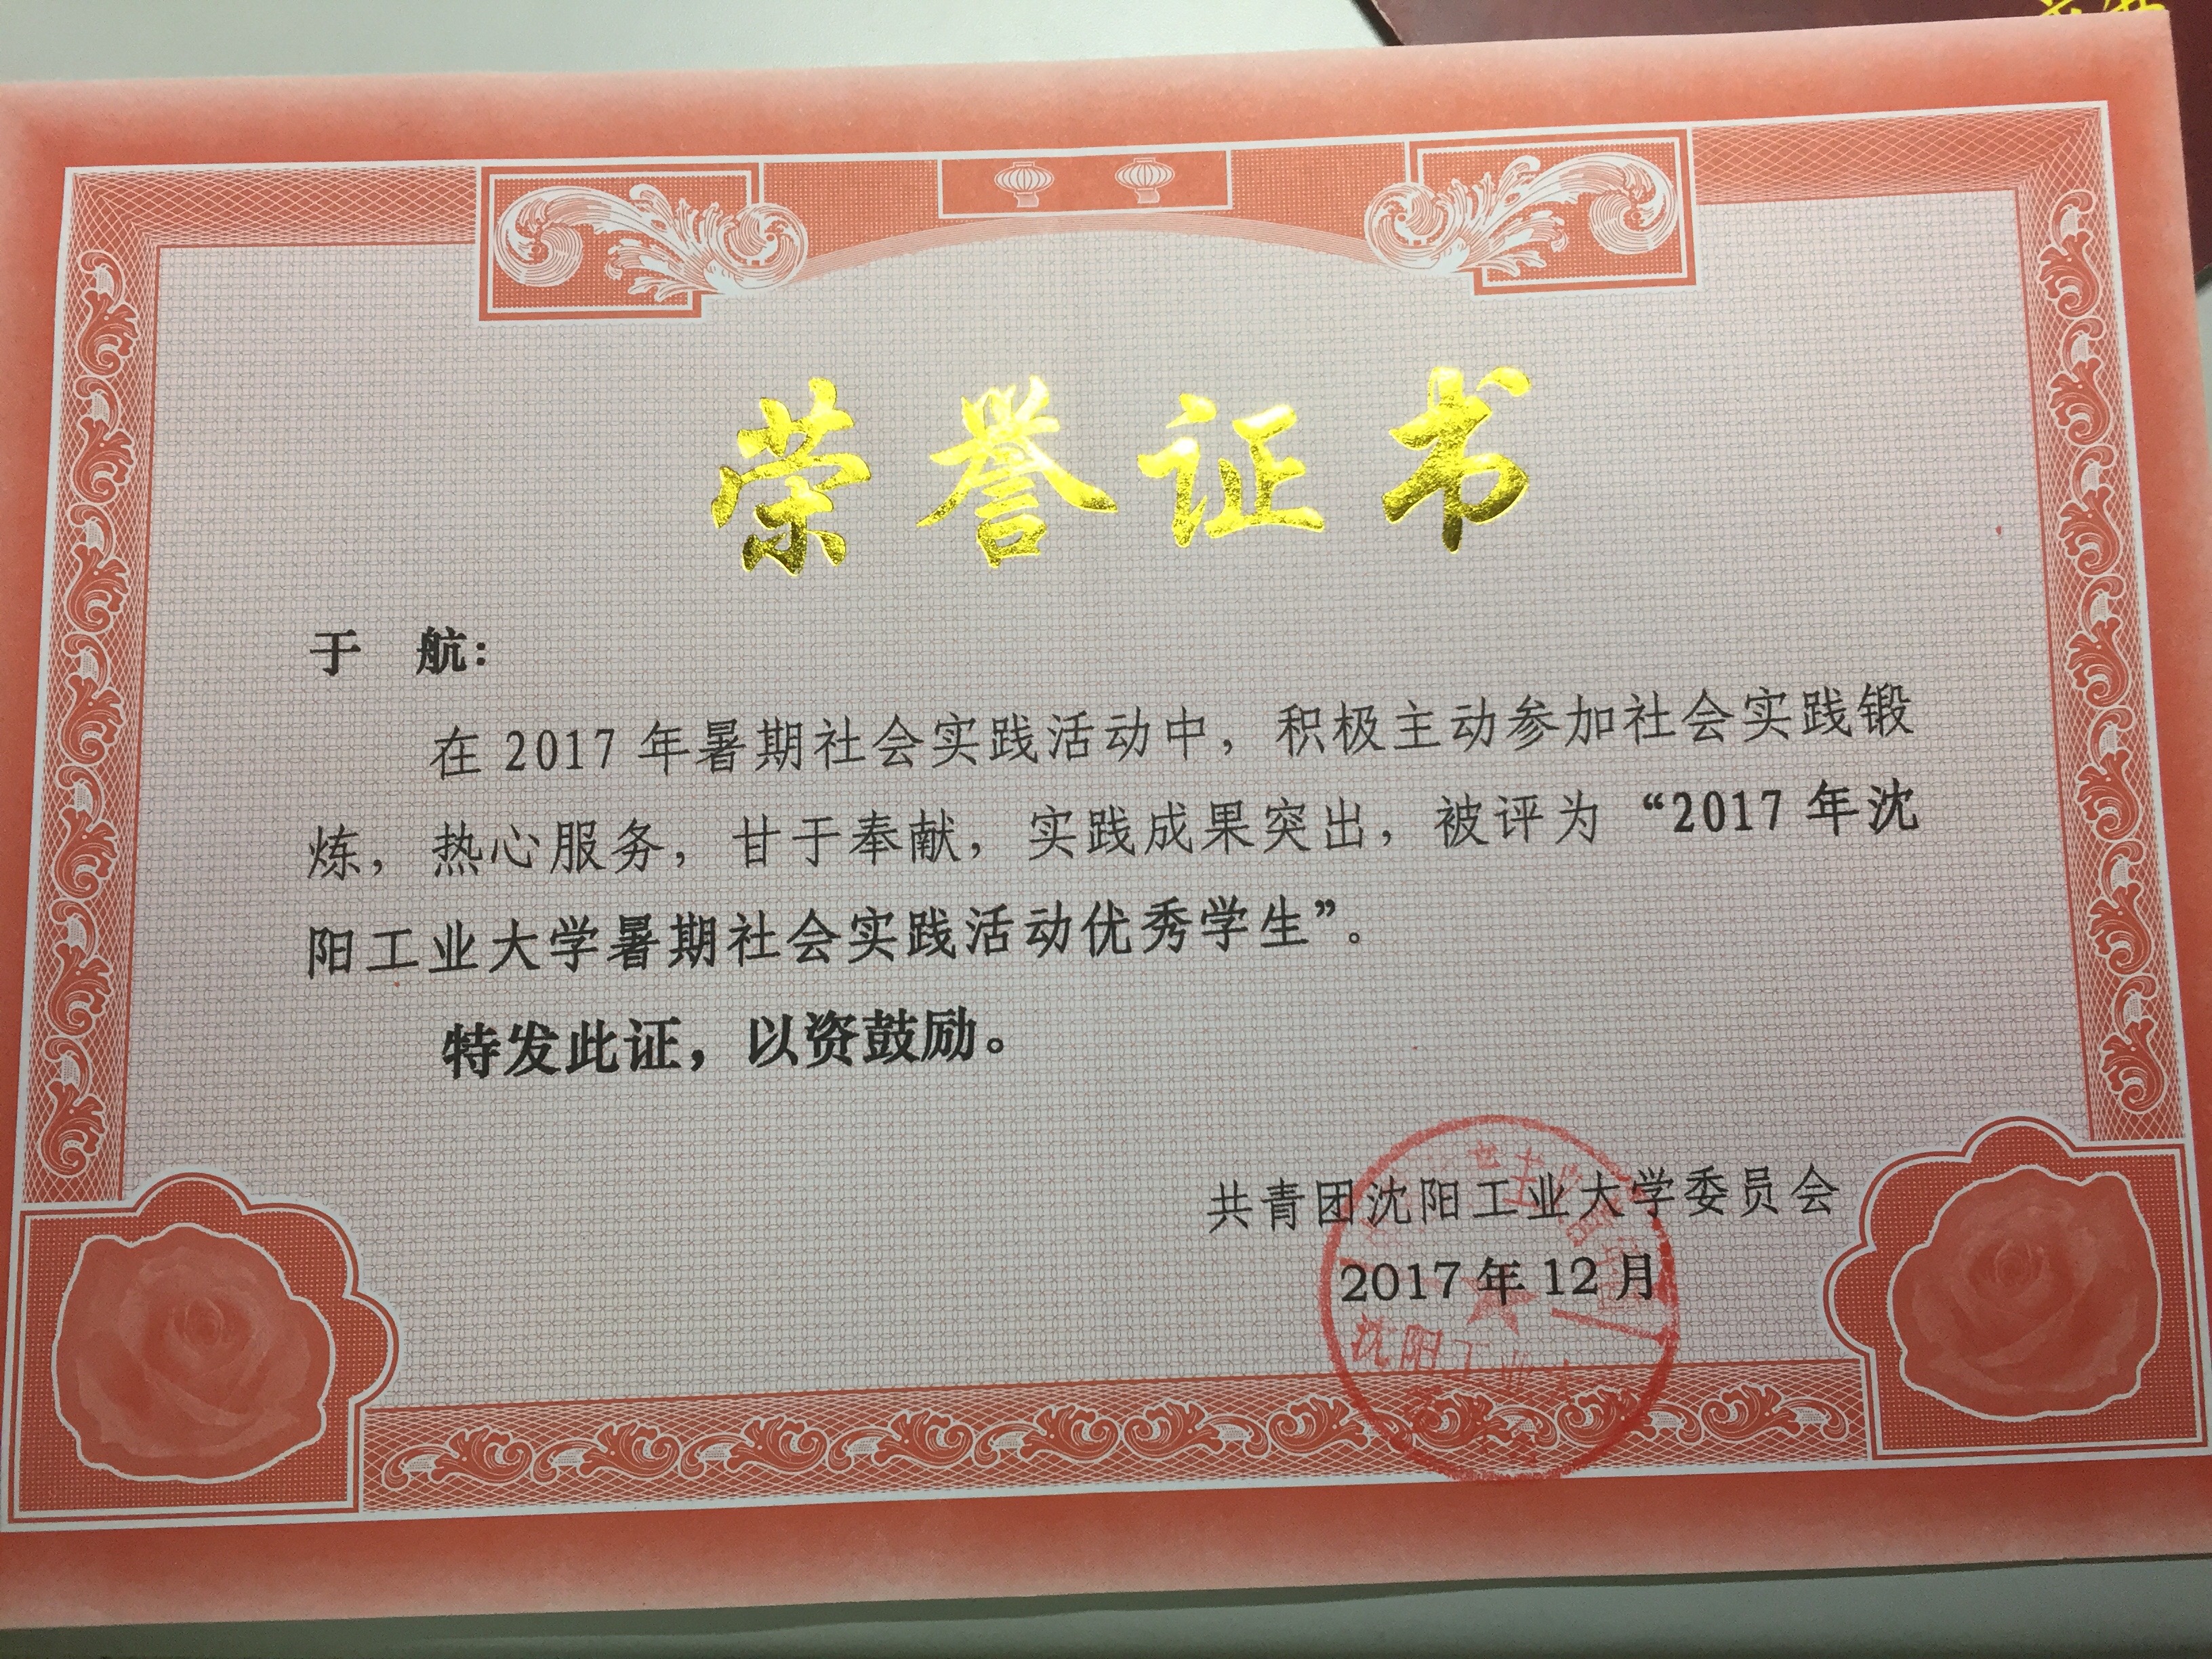 荣誉证书
于　航：
在 2017 年暑期社会实践活动中，积极主动参加社会实践锻
炼，热心服务，甘于奉献，实践成果突出，被评为“2017 年沈
阳工业大学暑期社会实践活动优秀学生”。
特发此证，以资鼓励。
共青团沈阳工业大学委员会
2017 年 12 月
沈阳工业